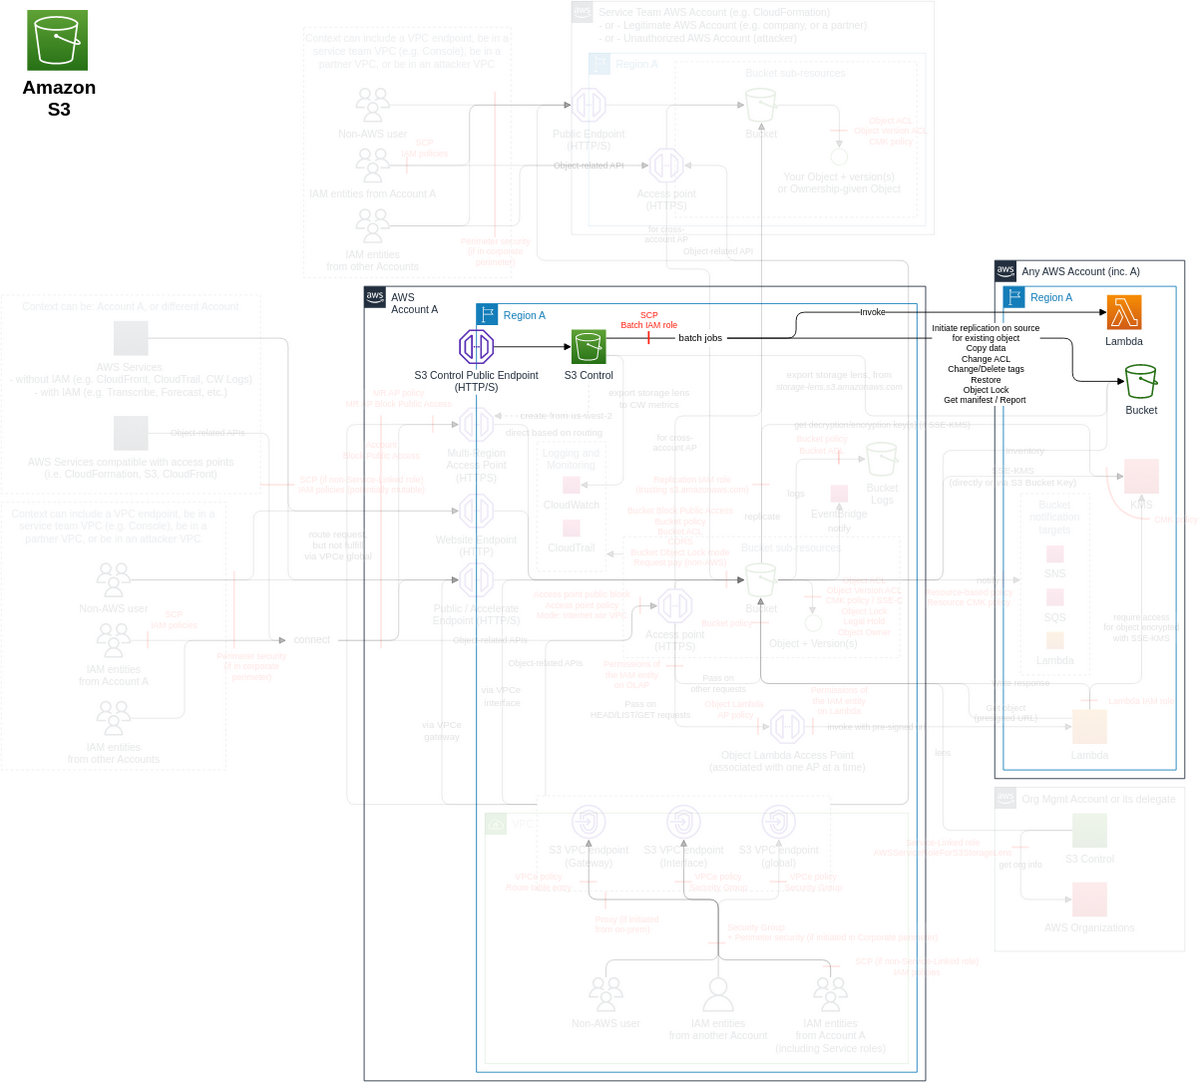 Amazon
S3
Service Team AWS Account (e.g. CloudFormation)
- or - Legitimate AWS Account (e.g. company, or a partner)
- or - Unauthorized AWS Account (attacker)
Region A
Bucket sub-resources
Context can include a VPC endpoint, be in a
service team VPC (e.g. Console), be in a
partner VPC, or be in an attacker VPC
Non-AWS user
SCP
IAM policies
IAM entities from Account A
IAM entities
from other Accounts
Perimeter security
(if in corporate
perimeter)
Public Endpoint
(HTTP/S)
Object-related API
Access point
(HTTPS)
Bucket
Object ACL
Object version ACL
CMK policy
Your Object + version(s)
or Ownership-given Object
for cross-
account AP
Object-related API
Any AWS Account (inc. A)
Region A
Invoke
Lambda
Initiate replication on source
for existing object
Copy data
Change ACL
Change/Delete tags
Restore
Object Lock
Get manifest / Report
Bucket
AWS
Account A
Region A
SCP
Batch IAM role
batch jobs
S3 Control Public Endpoint
(HTTP/S)
S3 Control
Context can be: Account A, or different Account
AWS Services
- without IAM (e.g. CloudFront, CloudTrail, CW Logs)
- with IAM (e.g. Transcribe, Forecast, etc.)
Object-related APIs
AWS Services compatible with access points
(i.e. CloudFormation, S3, CloudFront)
SCP (if non-Service-Linked role)
IAM policies (potentially mutable)
MR AP policy
MR AP Block Public Access
Account
Block Public Access
create from us-west-2
direct based on routing
Multi-Region
Access Point
(HTTPS)
export storage lens
to CW metrics
export storage lens, from
storage-lens.s3.amazonaws.com
get decryption/encryption keys (if SSE-KMS)
for cross-
account AP
Bucket policy
Bucket ACL
Bucket
Logs
logs
inventory
SSE-KMS
(directly or via S3 Bucket Key)
KMS
CMK policy
Logging and
Monitoring
CloudWatch
CloudTrail
Replication IAM role
(trusting s3.amazonaws.com)
EventBridge
notify
replicate
Bucket Block Public Access
Bucket policy
Bucket ACL
CORS
Bucket Object Lock mode
Request pay (non-AWS)
Bucket sub-resources
Bucket
notification
targets
SNS
SQS
Lambda
Context can include a VPC endpoint, be in a
service team VPC (e.g. Console), be in a
partner VPC, or be in an attacker VPC
route request,
but not fulfill
via VPCe global
Website Endpoint
(HTTP)
Non-AWS user
SCP
IAM policies
IAM entities
from Account A
Perimeter security
(if in corporate
perimeter)
IAM entities
from other Accounts
connect
Public / Accelerate
Endpoint (HTTP/S)
Object-related APIs
Object-related APIs
Access point public block
Access point policy
Access point
(HTTPS)
Bucket
Bucket policy
Object ACL
Object Version ACL
Object Lock
Legal Hold
Object Owner
Object + Version(s)
notify
Resource-based policy
Resource CMK policy
require access
for object encrypted
with SSE-KMS
Permissions of
the IAM entity
on OLAP
Pass on
other requests
Pass on
HEAD/LIST/GET requests
Object Lambda
AP policy
Permissions of
the IAM entity
on Lambda
Invoke with pre-signed
Object Lambda Access Point
(associated with one AP at a time)
Get object
(presigned URL)
Lambda IAM role
Lambda
via VPCe
interface
via VPCe
gateway
lens
VPC
S3 VPC endpoint
(Gateway)
S3 VPC endpoint
(Interface)
S3 VPC endpoint
(global)
VPCe policy
Route table entry
VPCe policy
Security Group
VPCe policy
Security Group
Proxy (if initiated
from on-prem)
Security Group
+ Perimeter security (if initiated in Corporate perimeter)
SCP (if non-Service-Linked role)
IAM policies
Non-AWS user
IAM entities
from another Account
IAM entities
from Account A
(including Service roles)
Org Mgmt Account or its delegate
Service-Linked role
AWSServiceRoleForS3StorageLens
get org info
S3 Control
AWS Organizations